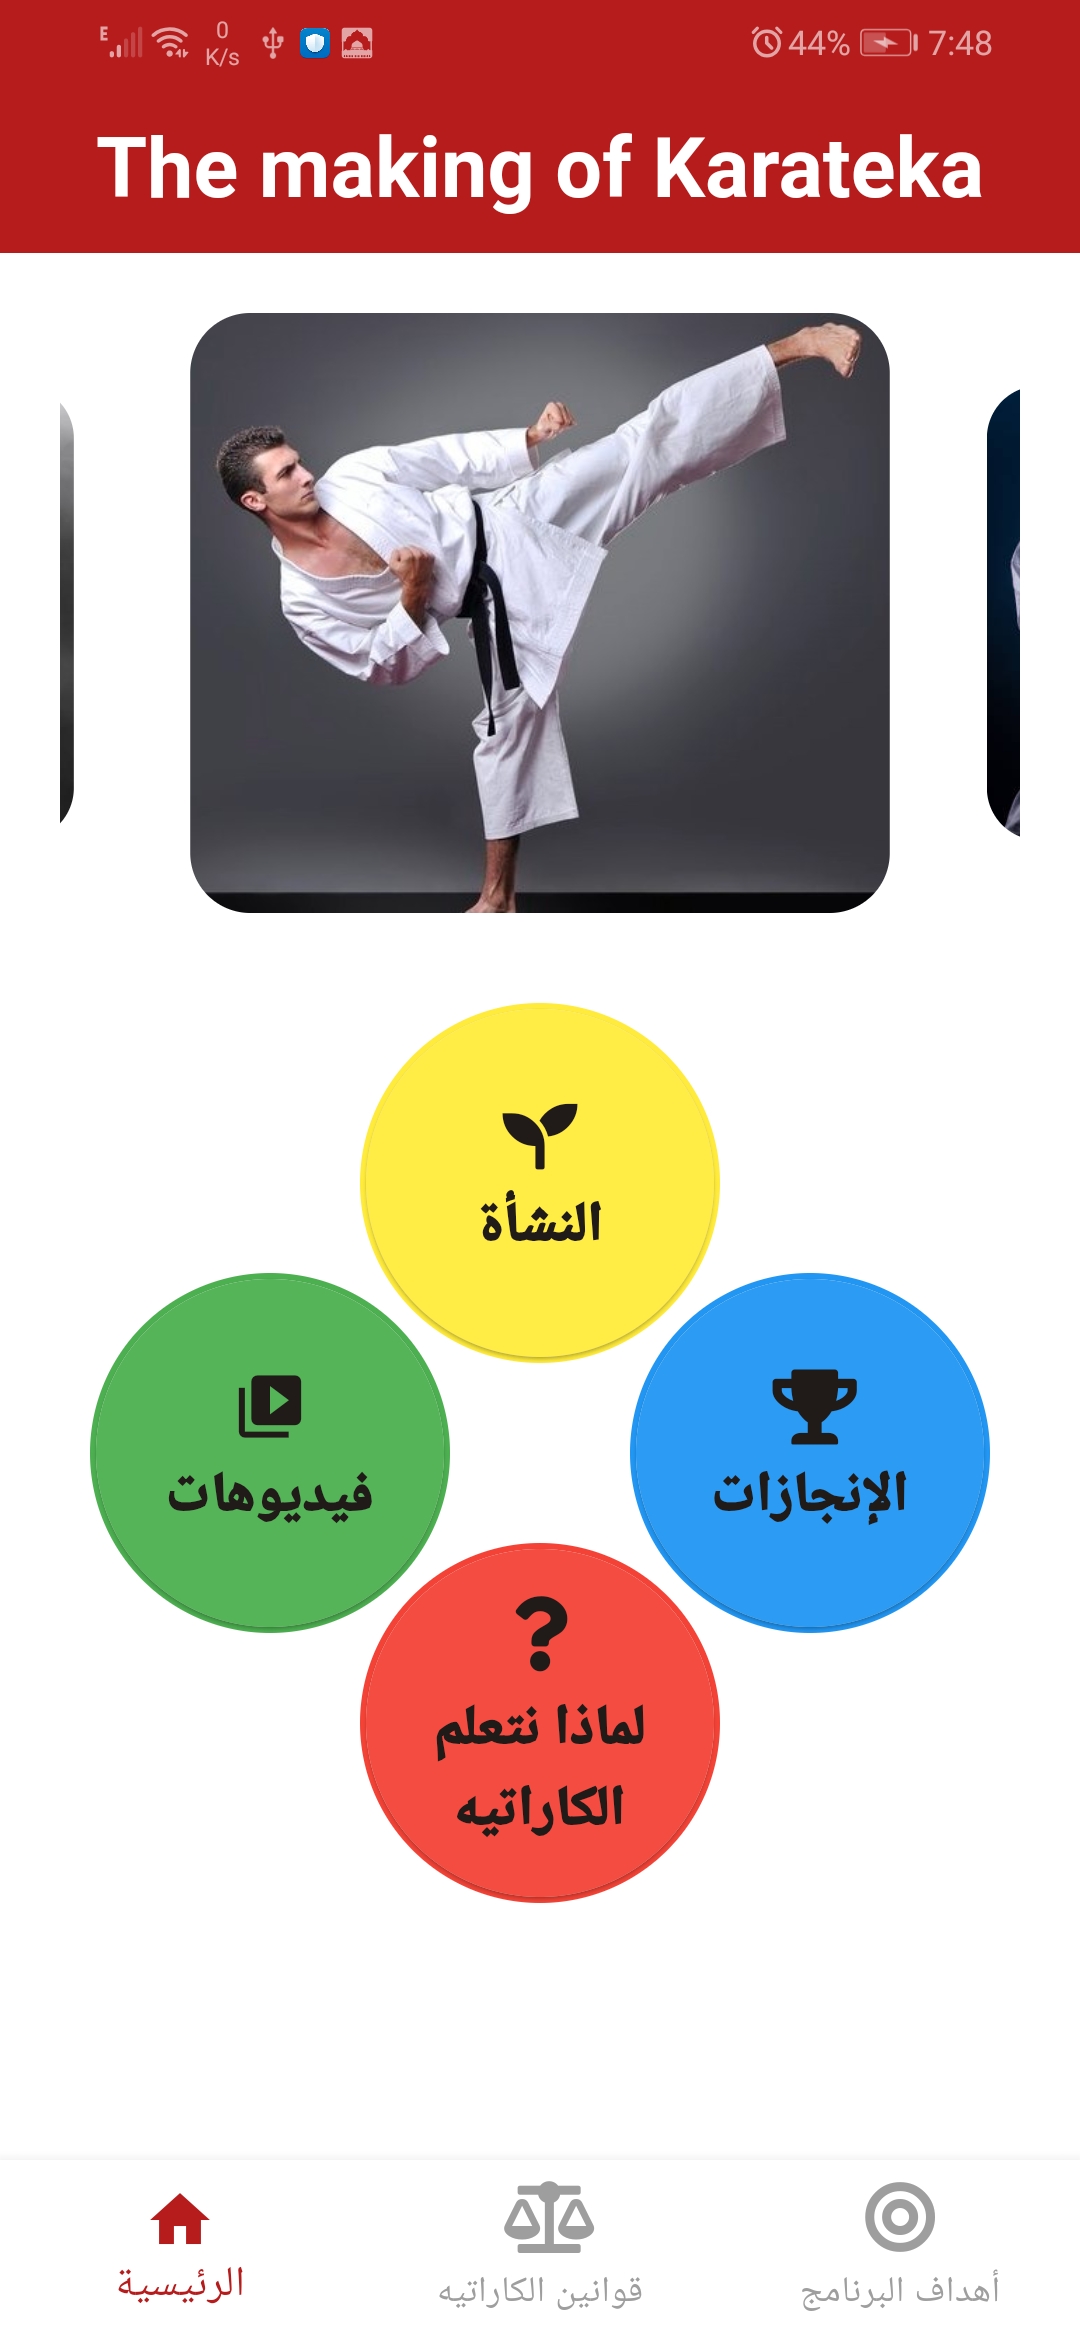 E
0
K/s
44%
7:48
The making of Karateka
النشأة
فيديوهات
الإنجازات
لماذا نتعلم
الكاراتيه
الرئيسية
قوانين الكاراتيه
أهداف البرنامج